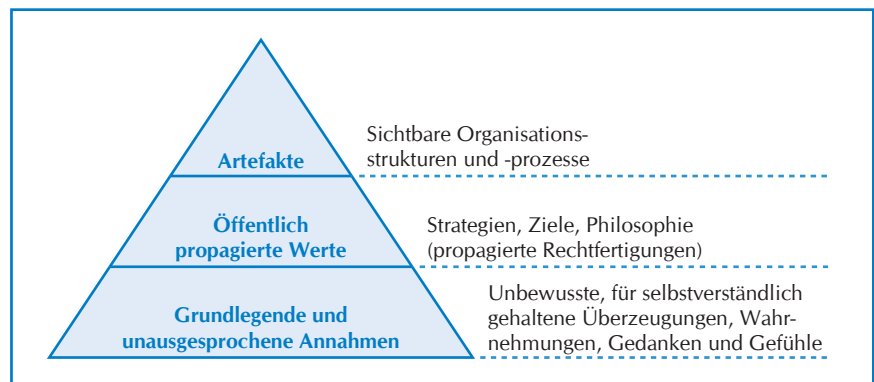 Artefakte
Sichtbare Organisations-
strukturen und -prozesse
Öffentlich
propagierte Werte
Strategien, Ziele, Philosophie
(propagierte Rechtfertigungen)
Grundlegende und
unausgesprochene Annahmen
Unbewusste, für selbstverständlich
gehaltene Überzeugungen, Wahr-
nehmungen, Gedanken und Gefühle